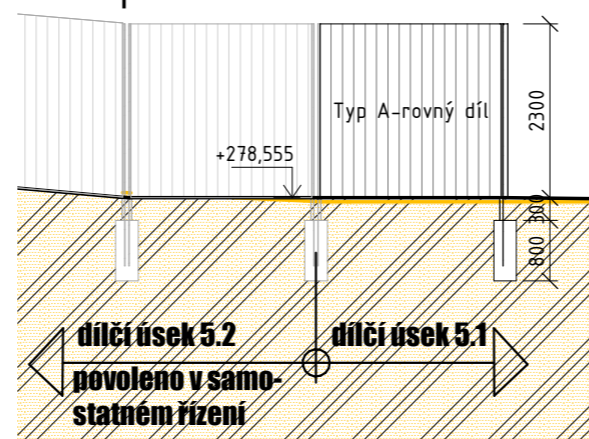 Typ A-rovný díl
+278,555
2300
300
800
dílčí úsek 5.2
dílčí úsek 5.1
povoleno v samo-
statném řízení